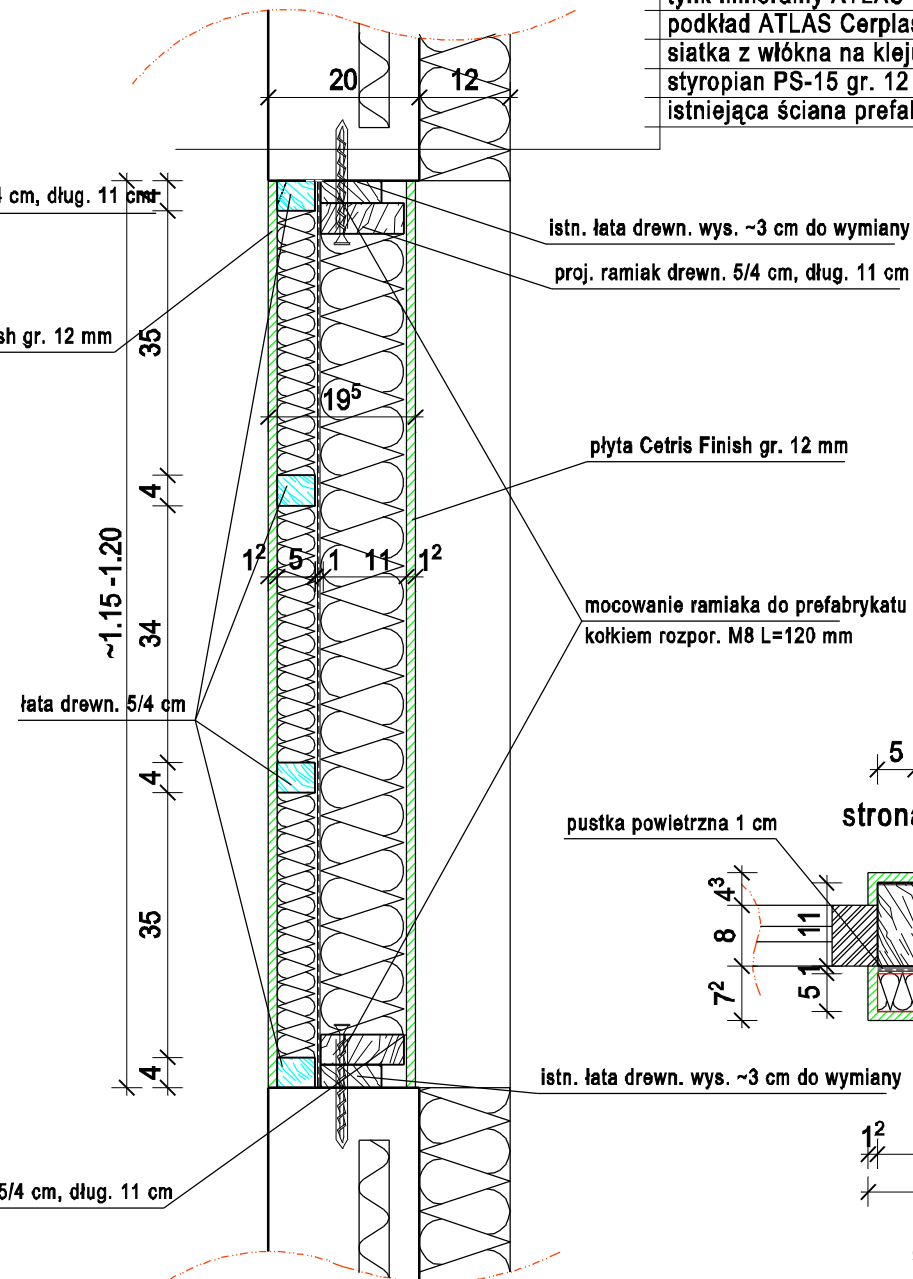 podkład ATLAS Cerplas
siatka z włókna na kleju
styropian PS-15 gr. 12
istniejąca ściana prefab
20
12
4 cm, dług. 11 cm
4
istn. łata drewn. wys. ~3 cm do wymiany
proj. ramiak drewn. 5/4 cm, dług. 11 cm
sh gr. 12 mm
35
19⁵
płyta Cetris Finish gr. 12 mm
4
~1.15 -1.20
1²
5
1
11
1²
mocowanie ramiaka do prefabrykatu
kołkiem rozpor. M8 L=120 mm
34
łata drewn. 5/4 cm
5
4
strona
pustka powietrzna 1 cm
4³
8
7²
11
1
5
35
4
istn. łata drewn. wys. ~3 cm do wymiany
1²
5/4 cm, dług. 11 cm